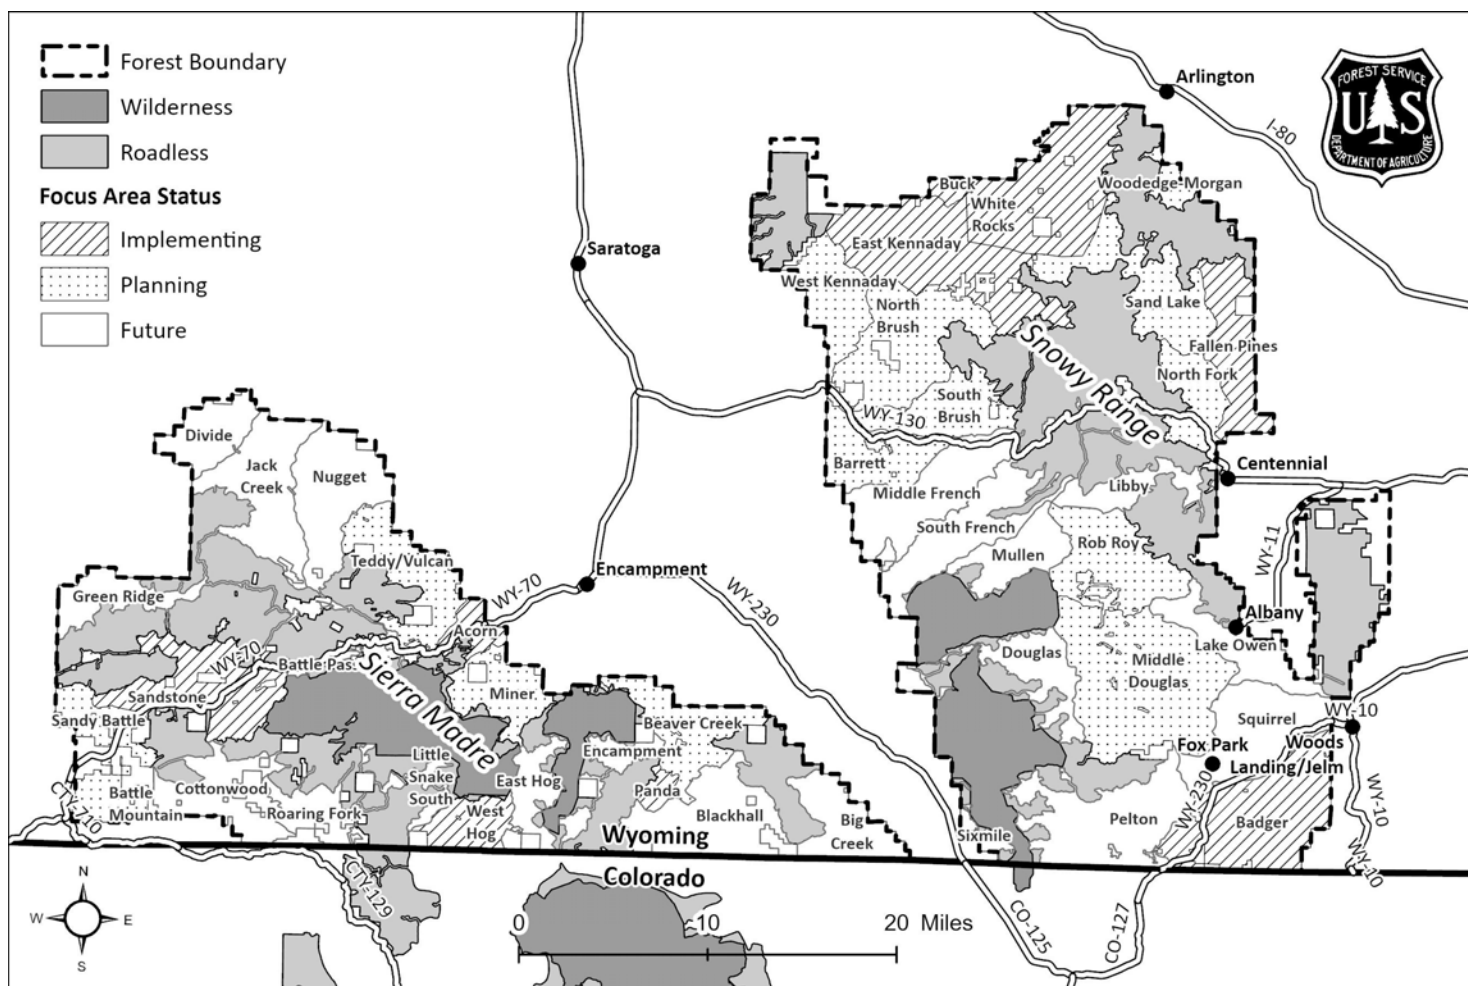 Forest Boundary
Wilderness
Roadless
Focus Area Status
Implementing
Planning
Future
FOREST SERVICE
U S
DEPARTMENT OF AGRICULTURE
Arlington
I-80
Saratoga
Buck
White
Rocks
Woodedge-Morgan
East Kennaday
West Kennaday
North
Brush
Sand Lake
Fallen Pines
North Fork
Snowy Range
South
Brush
WY-130
Barrett
Centennial
Middle French
Libby
South French
Mullen
Rob Roy
WY-11
Albany
Lake Owen
Douglas
Middle
Douglas
Squirrel
WY-10
Fox Park
Woods
Landing/Jelm
WY-230
WY-10
WY-10
Pelton
Badger
Sixmile
Divide
Jack
Creek
Nugget
Teddy/Vulcan
Green Ridge
Encampment
WY-70
WY-230
Acorn
WY-70
Battle Pas
Sierra Madre
Sandstone
Miner
Sandy Battle
Beaver Creek
Little
Snake
South
Encampment
East Hog
Battle
Mountain
Cottonwood
Panda
Roaring Fork
West
Hog
Blackhall
Big
Creek
CTY-710
Wyoming
Colorado
CTY-129
CO-125
CO-127
N
W E
S
0 10 20 Miles